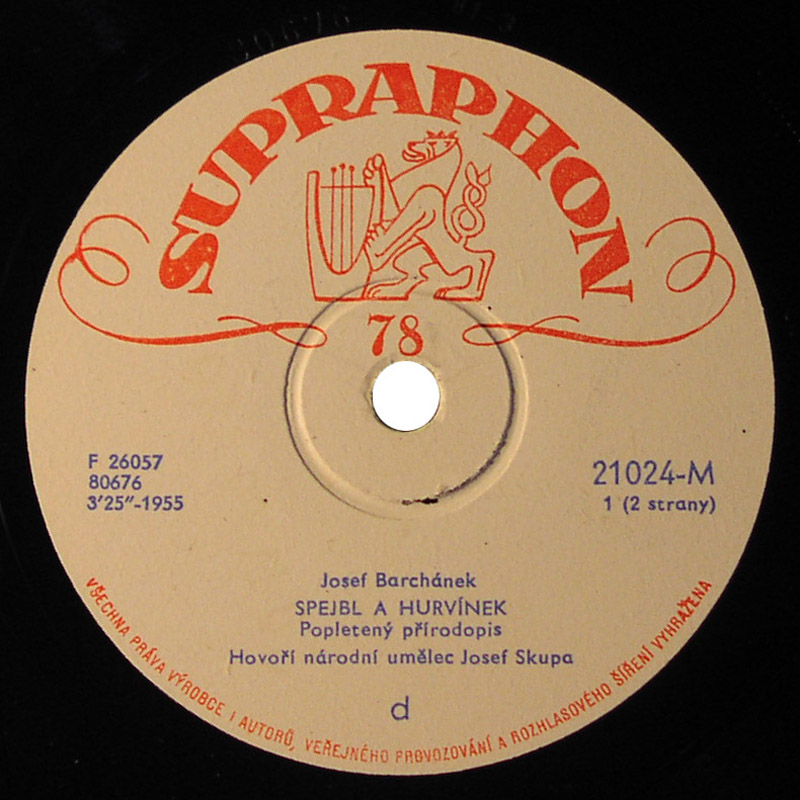 SUPRAPHON
78
F 26057
80676
3'25"-1955
21024-M
1 (2 strany)
Josef Barchánek
SPEJBL A HURVÍNEK
Popletený přírodopis
Hovoří národní umělec Josef Skupa
d
VŠECHNA PRÁVA VÝROBCE I AUTORŮ, VEŘEJNÉHO PROVOZOVÁNÍ A ROZHLASOVÉHO ŠÍŘENÍ VYHRAŽENA